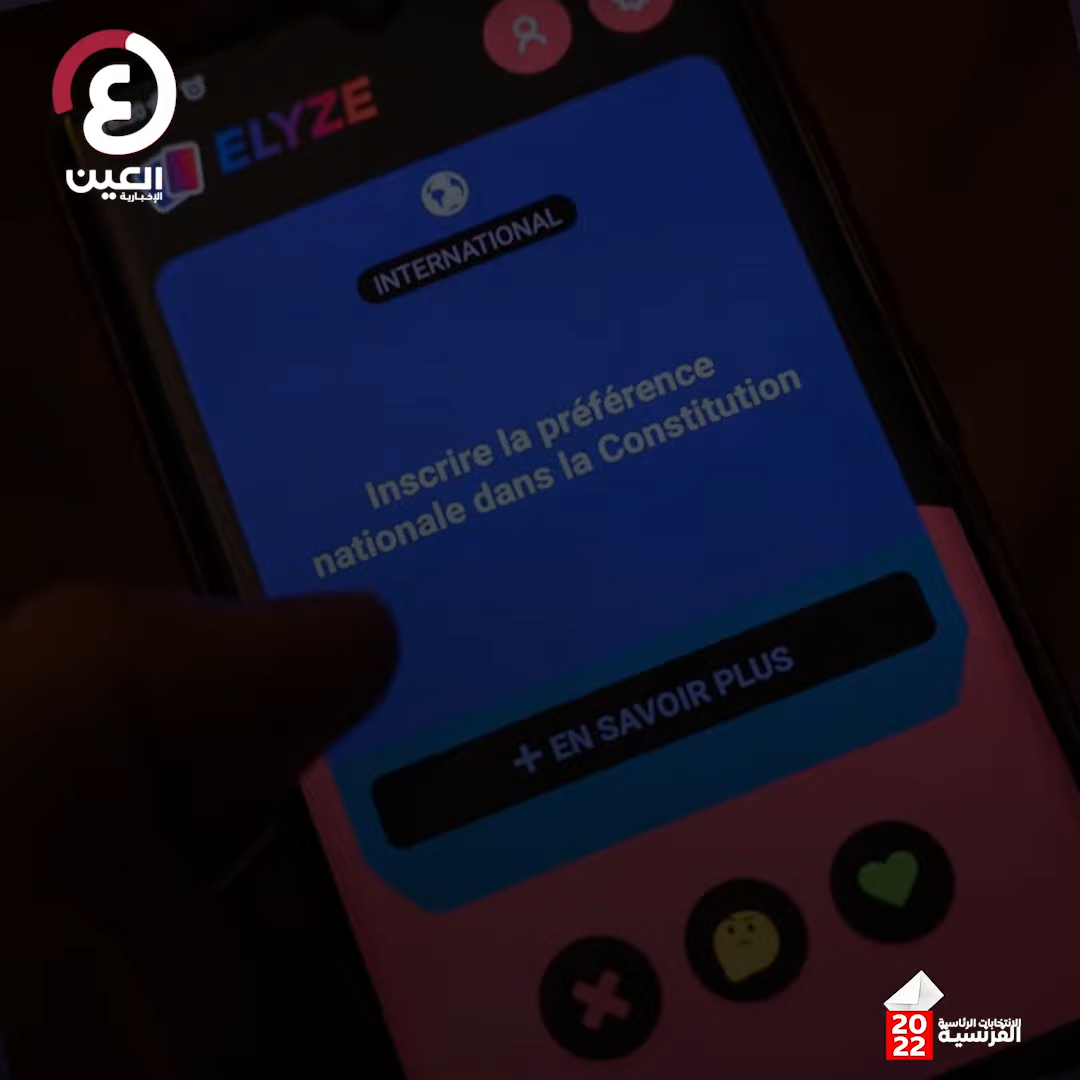 العين
الإخبارية
ELYZE
INTERNATIONAL
Inscrire la préférence
nationale dans la Constitution
+ EN SAVOIR PLUS
2022
الانتخابات الرئاسية
الفرنسية